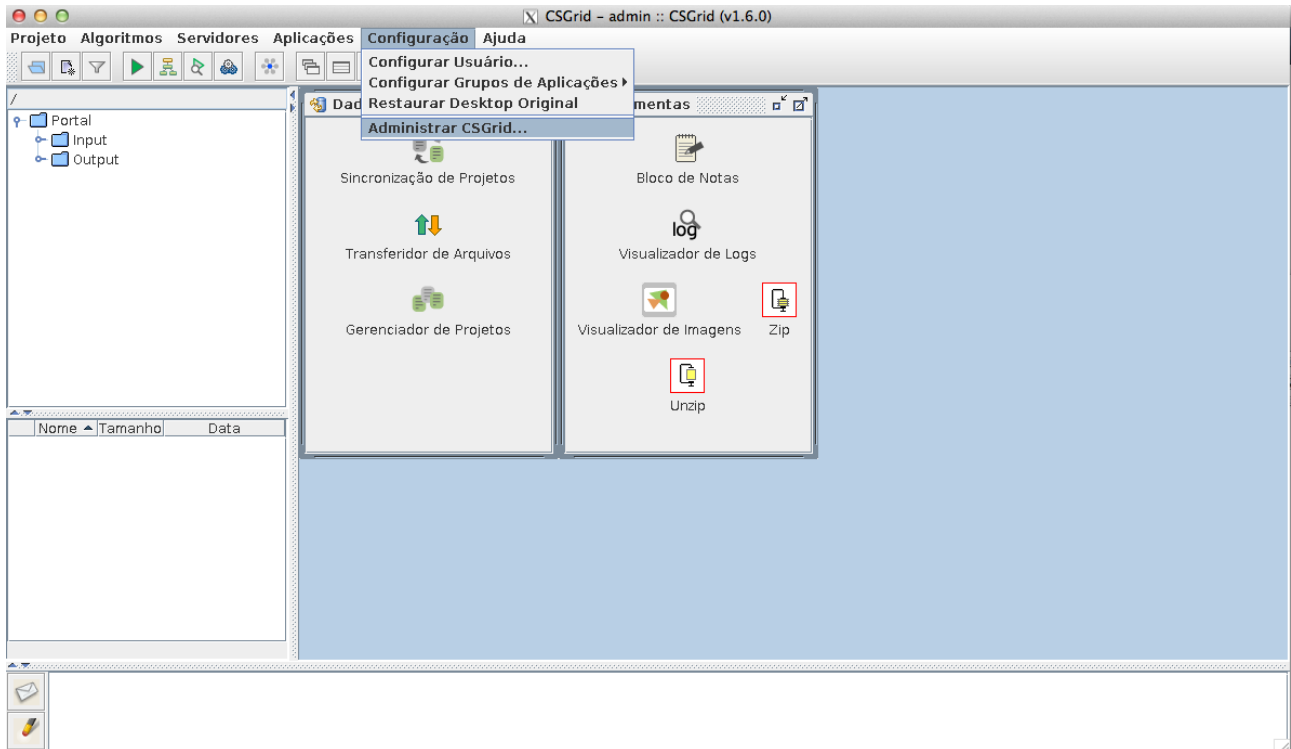 CSGrid – admin :: CSGrid (v1.6.0)
Projeto Algoritmos Servidores Aplicações Configuração Ajuda
Configurar Usuário...
Configurar Grupos de Aplicações
Restaurar Desktop Original
Administrar CSGrid...
/
Portal
Input
Output
Dad
mentas
Sincronização de Projetos
Bloco de Notas
log
Transferidor de Arquivos
Visualizador de Logs
Gerenciador de Projetos
Visualizador de Imagens
Zip
Unzip
Nome Tamanho Data